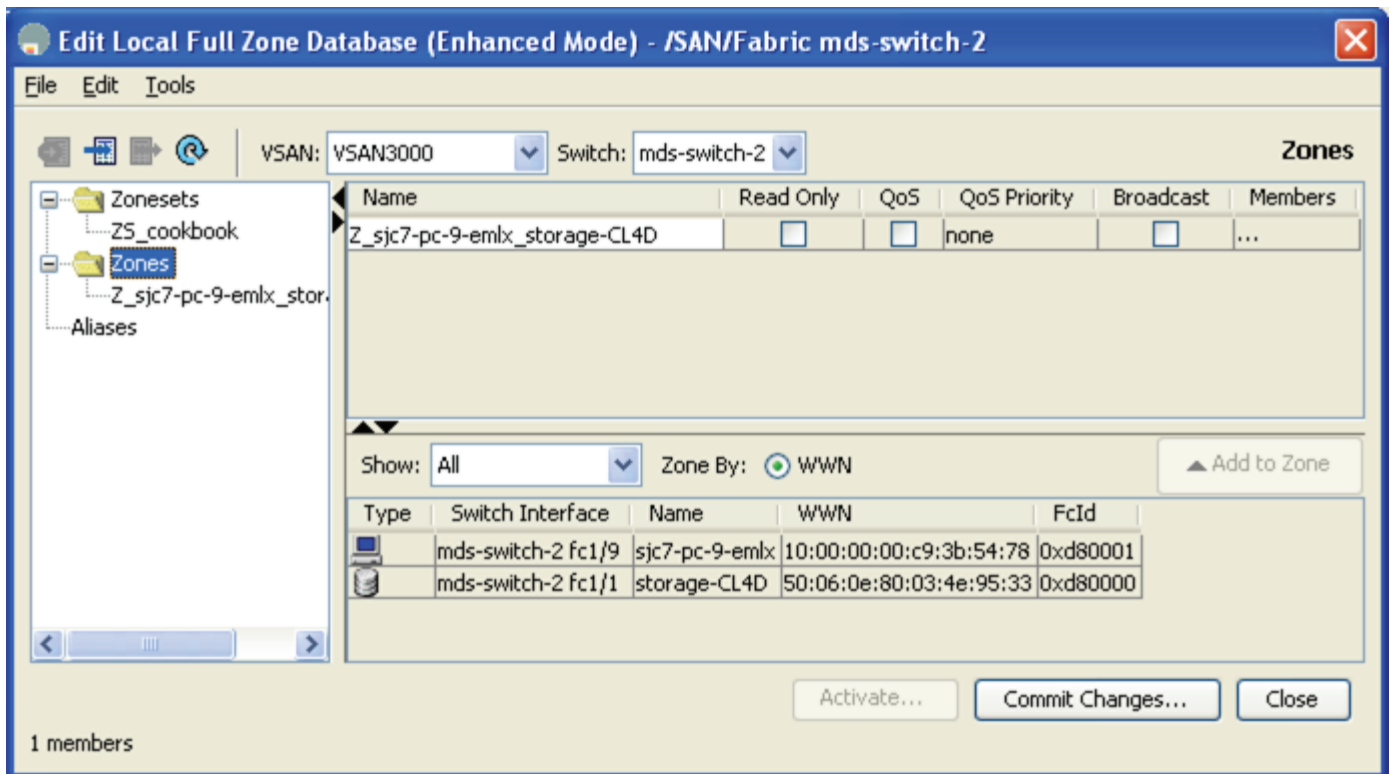 Edit Local Full Zone Database (Enhanced Mode) - /SAN/Fabric mds-switch-2
File Edit Tools
VSAN: VSAN3000 Switch: mds-switch-2 Zones
Zonesets
ZS_cookbook
Zones
Z_sjc7-pc-9-emlx_stor
Aliases
Name Read Only QoS QoS Priority Broadcast Members
Z_sjc7-pc-9-emlx_storage-CL4D none ...
Show: All Zone By: WWN Add to Zone
Type Switch Interface Name WWN FcId
mds-switch-2 fc1/9 sjc7-pc-9-emlx 10:00:00:00:c9:3b:54:78 0xd80001
mds-switch-2 fc1/1 storage-CL4D 50:06:0e:80:03:4e:95:33 0xd80000
Activate... Commit Changes... Close
1 members